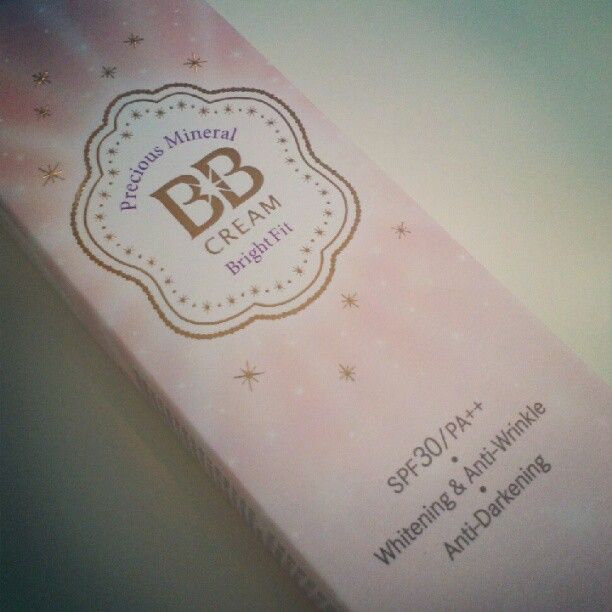 Precious Mineral
BB
CREAM
Bright Fit
SPF30/PA++
Whitening & Anti-Wrinkle
Anti-Darkening